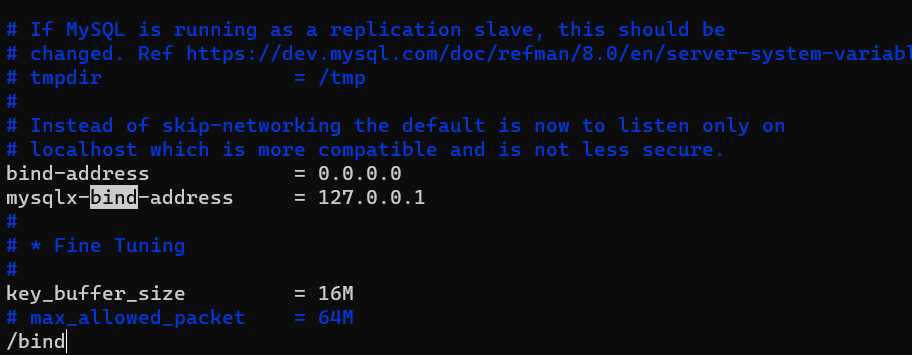 # If MySQL is running as a replication slave, this should be
# changed. Ref https://dev.mysql.com/doc/refman/8.0/en/server-system-variabl
# tmpdir                = /tmp
#
# Instead of skip-networking the default is now to listen only on
# localhost which is more compatible and is not less secure.
bind-address            = 0.0.0.0
mysqlx-bind-address     = 127.0.0.1
#
# * Fine Tuning
#
key_buffer_size         = 16M
# max_allowed_packet    = 64M
/bind